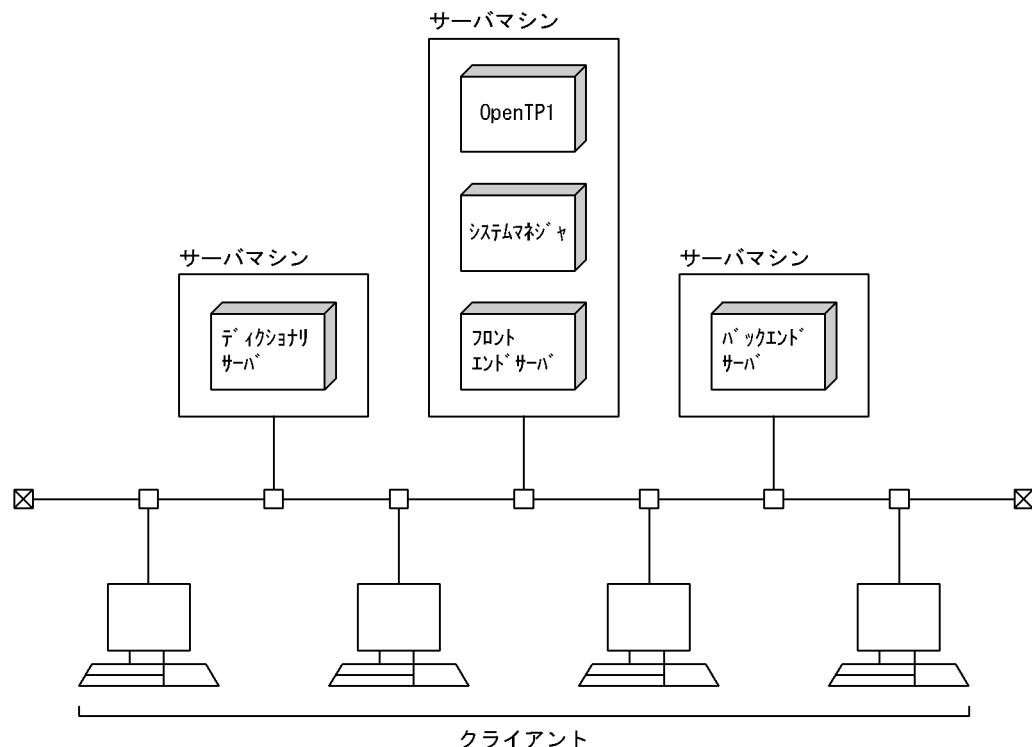 サーバマシン
OpenTP1
システムマネジャ
サーバマシン
ディクショナリ
サーバ
フロント
エンドサーバ
サーバマシン
バックエンド
サーバ
クライアント